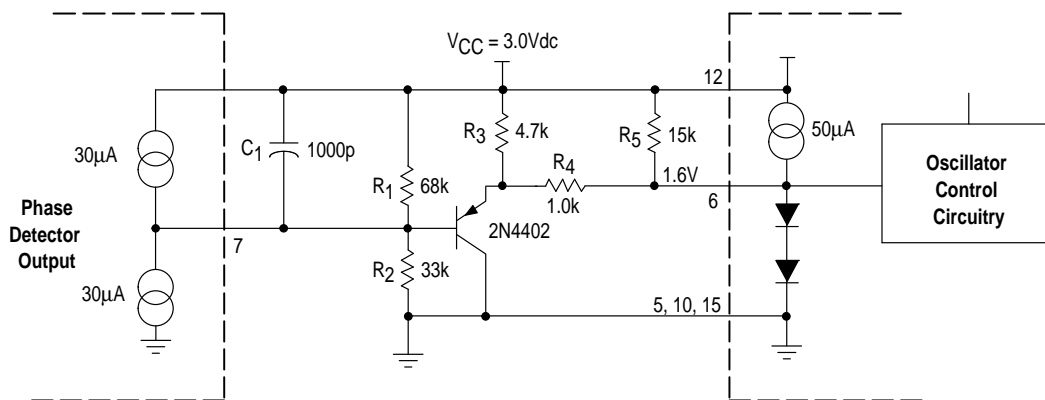 VCC = 3.0Vdc
12
30µA
C1
1000p
R3
4.7k
R5
15k
50µA
R1
68k
R4
1.0k
1.6V
6
Oscillator
Control
Circuitry
Phase
Detector
Output
7
2N4402
30µA
R2
33k
5, 10, 15